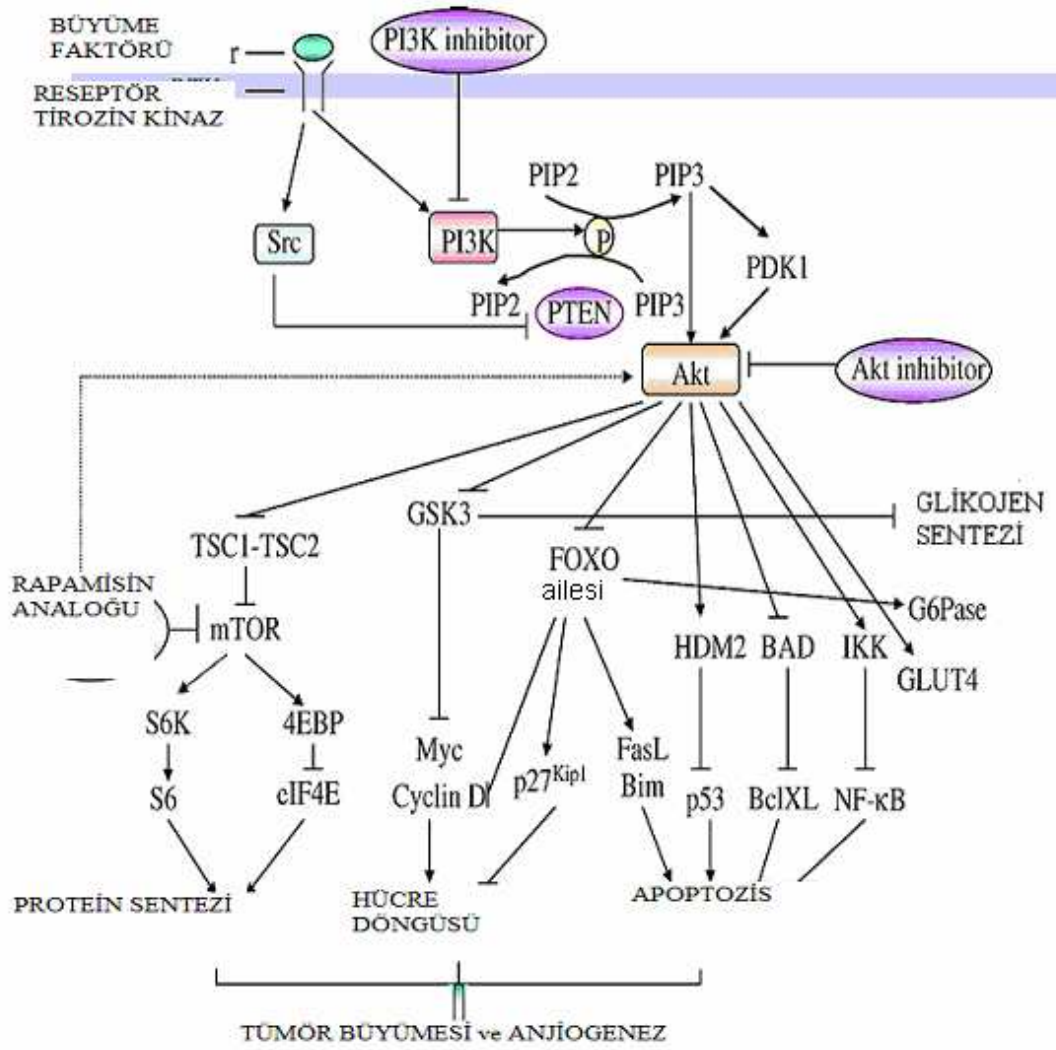 BÜYÜME
FAKTÖRÜ
r
PI3K inhibitor
RESEPTÖR
TİROZİN KİNAZ
PIP2
PIP3
Src
PI3K
P
PDK1
PIP2
PTEN
PIP3
Akt
Akt inhibitor
GSK3
GLİKOJEN
SENTEZİ
TSC1-TSC2
FOXO
ailesi
RAPAMİSİN
ANALOĞU
mTOR
G6Pase
HDM2
BAD
IKK
GLUT4
S6K
4EBP
Myc
Cyclin D
p27Kip1
FasL
Bim
S6
eIF4E
p53
BclXL
NF-κB
PROTEİN SENTEZİ
HÜCRE
DÖNGÜSÜ
APOPTOZİS
TÜMÖR BÜYÜMESİ ve ANJİOGENEZ